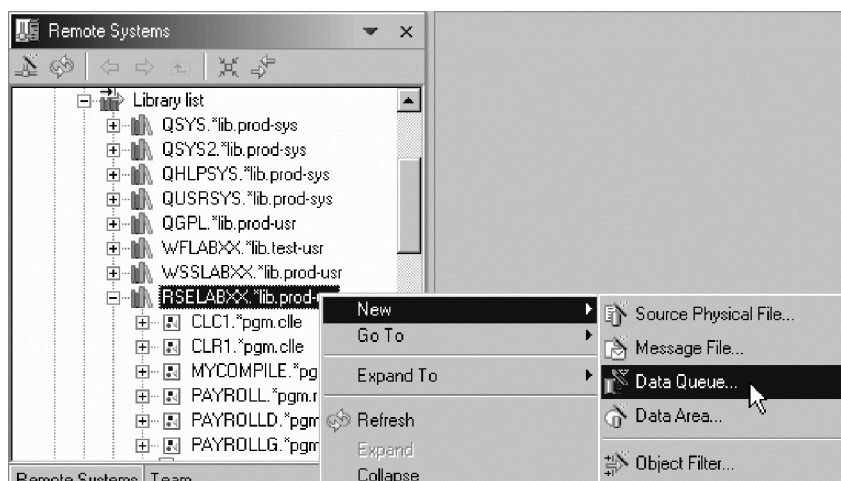 Remote Systems
Library list
QSYS.*lib.prod-sys
QSYS2.*lib.prod-sys
QHLPSYS.*lib.prod-sys
QUSRSYS.*lib.prod-sys
QGPL.*lib.prod-usr
WFLABXX.*lib.test-usr
WSSLABXX.*lib.prod-usr
RSELABXX.*lib.prod-
CLC1.*pgm.clle
CLR1.*pgm.clle
MYCOMPILE.*pg
PAYROLL.*pgm.r
PAYROLLD.*pgm
PAYROLLG.*pgm
Remote Systems Team
New
Go To
Expand To
Refresh
Expand
Collapse
Source Physical File...
Message File...
Data Queue...
Data Area...
Object Filter...